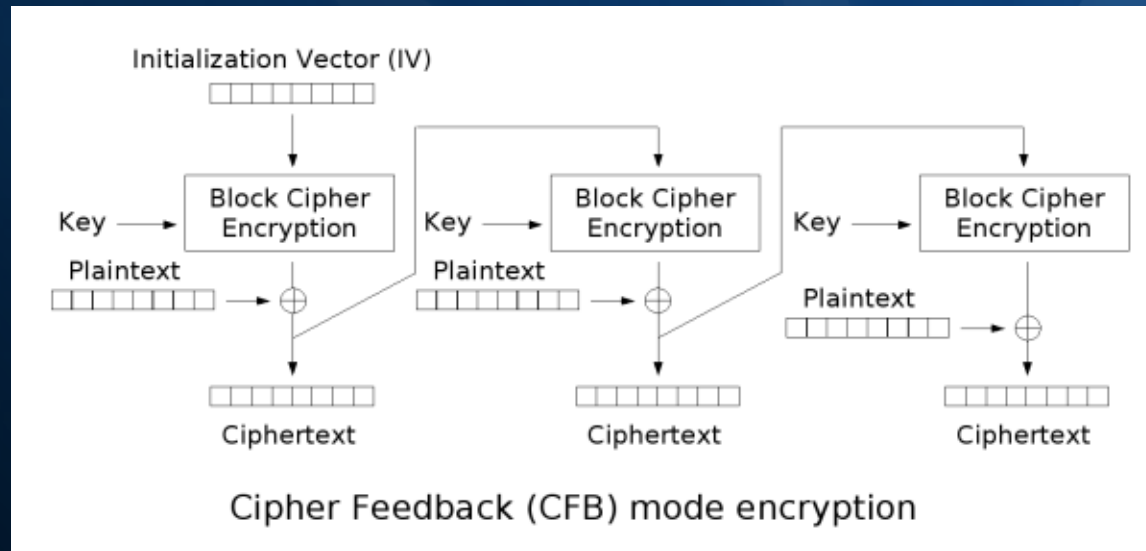 Initialization Vector (IV)
Block Cipher
Encryption
Key
Plaintext
Ciphertext
Block Cipher
Encryption
Key
Plaintext
Ciphertext
Block Cipher
Encryption
Key
Plaintext
Ciphertext
Cipher Feedback (CFB) mode encryption